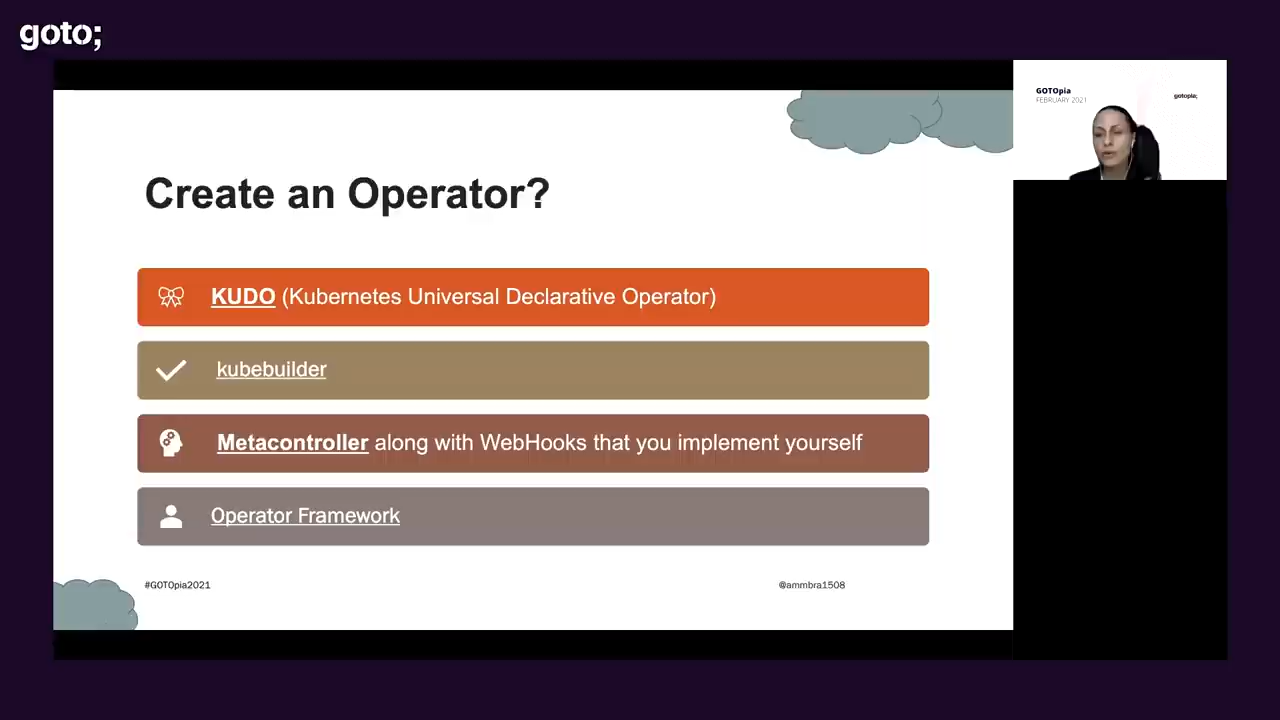 goto;
GOTOpia
FEBRUARY 2021
gotopia;
Create an Operator?
KUDO (Kubernetes Universal Declarative Operator)
kubebuilder
Metacontroller along with WebHooks that you implement yourself
Operator Framework
#GOTOpia2021
@ammbra1508